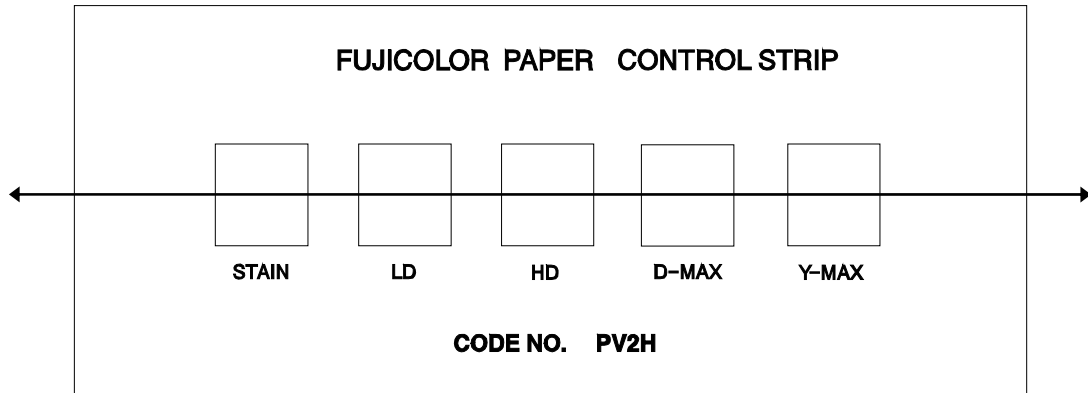 FUJICOLOR PAPER CONTROL STRIP
STAIN LD HD D-MAX Y-MAX
CODE NO. PV2H